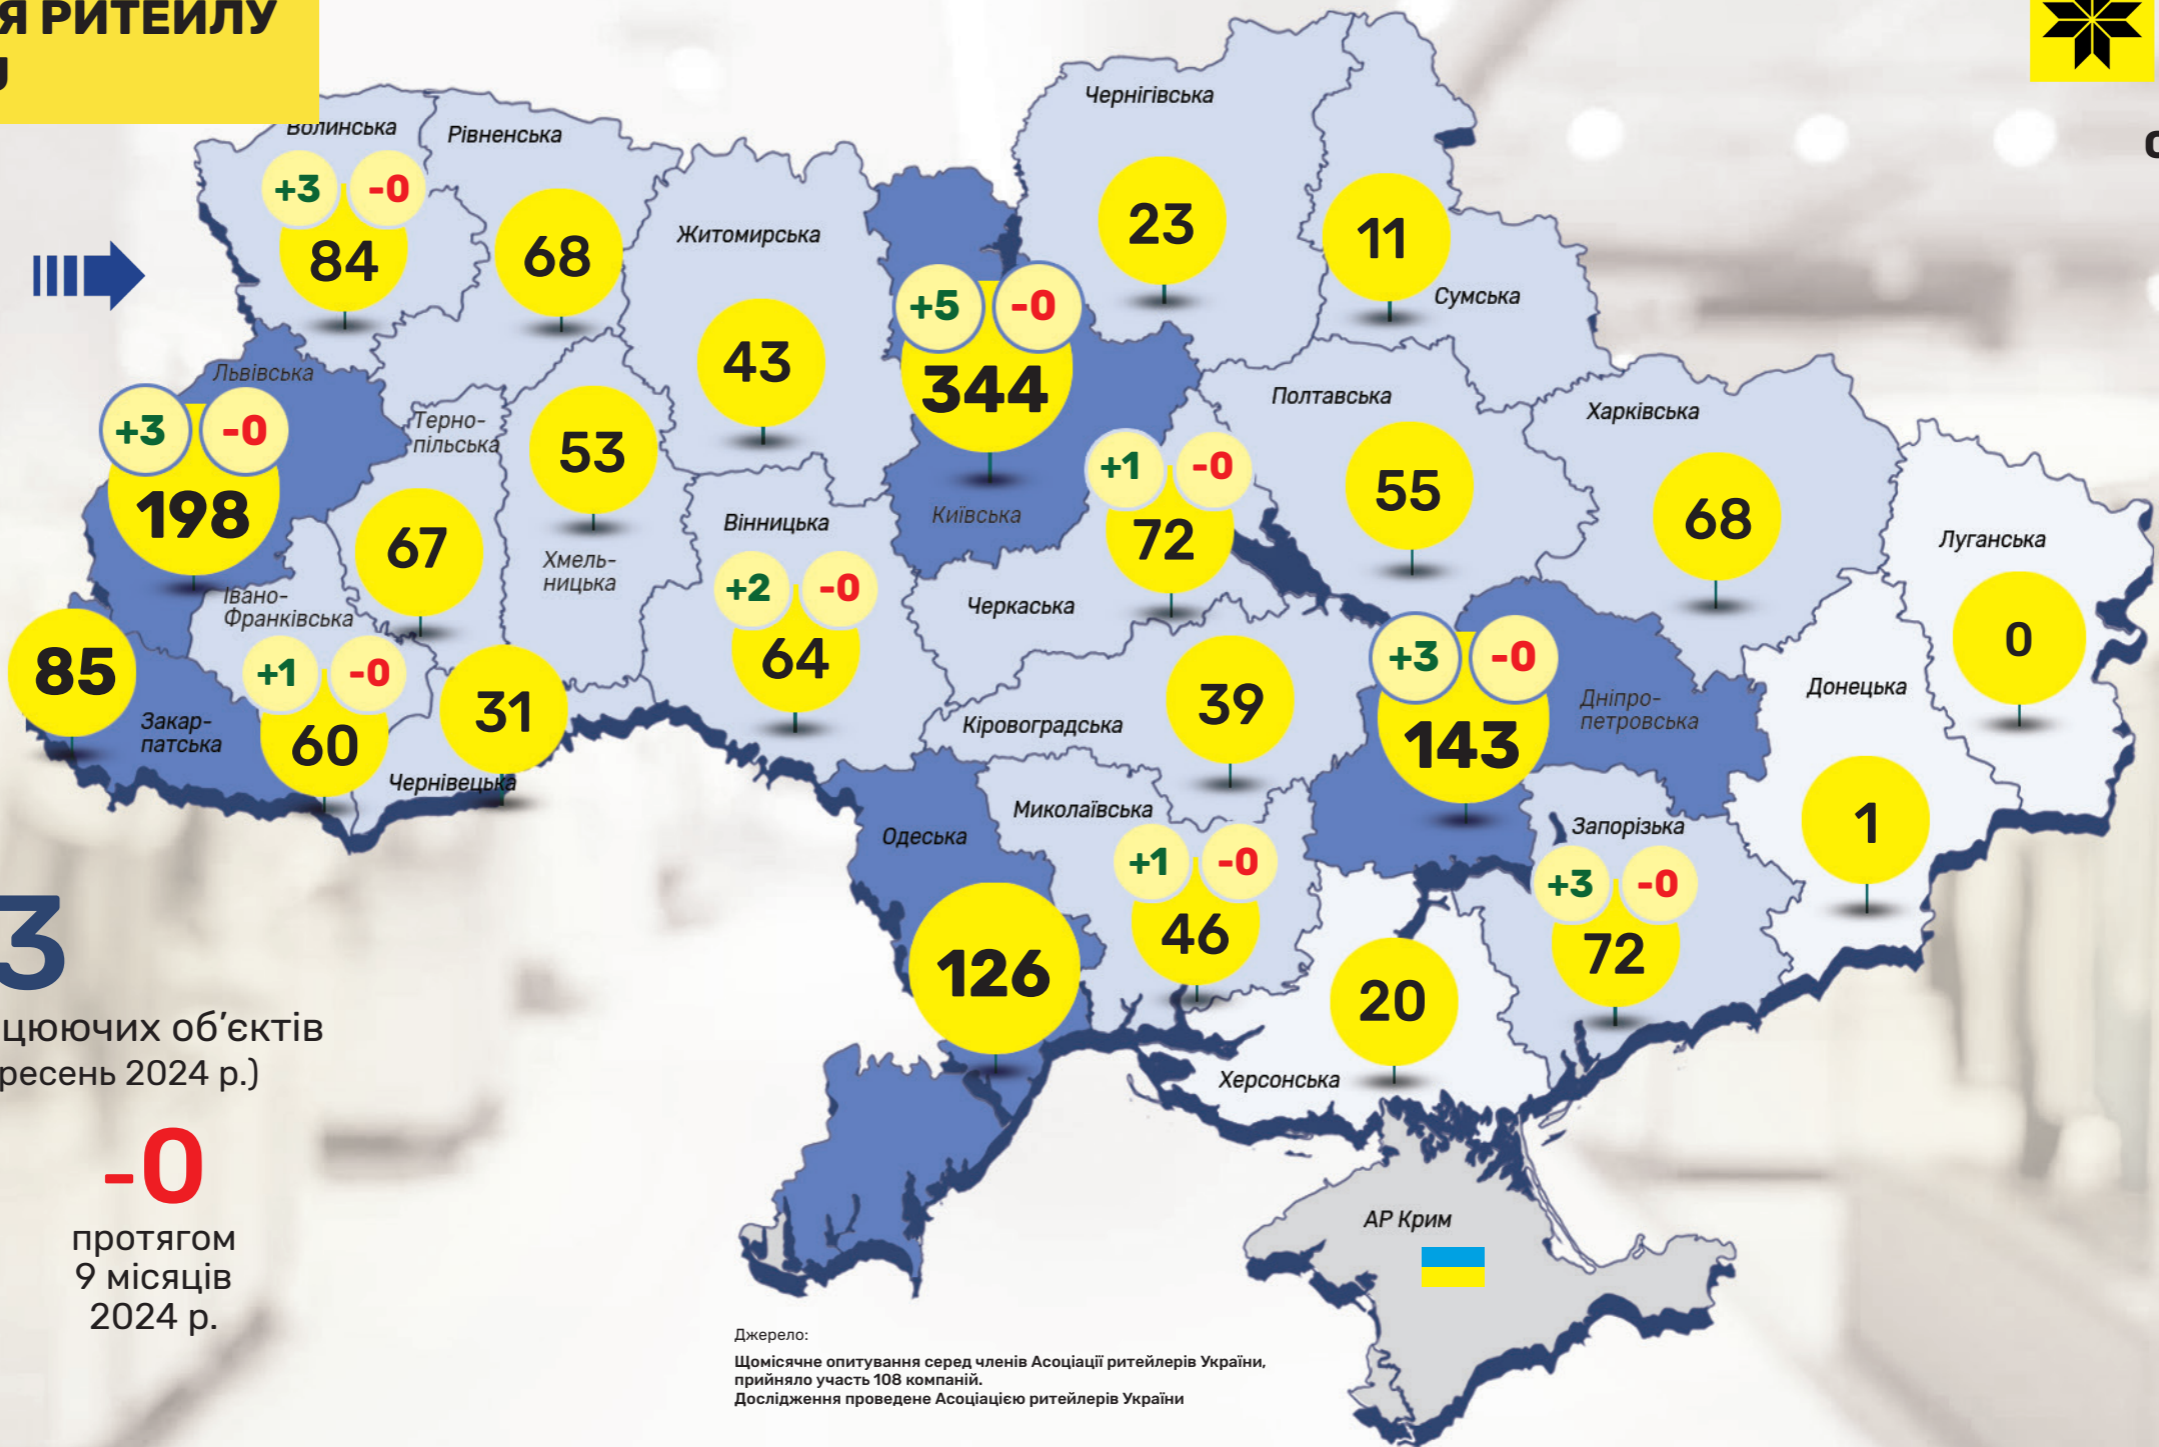 Я РИТЕЙЛУ
Волинська
+3 -0
84
Рівненська
68
Житомирська
43
+5 -0
344
Київська
Чернігівська
23
11
Сумська
Львівська
+3 -0
198
Терно-
пільська
67
53
Хмель-
ницька
Вінницька
+2 -0
64
+1 -0
72
Черкаська
Полтавська
55
Харківська
68
Луганська
0
85
Закар-
патська
Івано-
Франківська
+1 -0
60
31
Чернівецька
Кіровоградська
39
+3 -0
143
Дніпро-
петровська
Донецька
1
Одеська
126
Миколаївська
+1 -0
46
Запорізька
+3 -0
72
20
Херсонська
АР Крим
3
цюючих об’єктів
ресень 2024 р.)
-0
протягом
9 місяців
2024 р.
Джерело:
Щомісячне опитування серед членів Асоціації ритейлерів України,
прийняло участь 108 компаній.
Дослідження проведене Асоціацією ритейлерів України